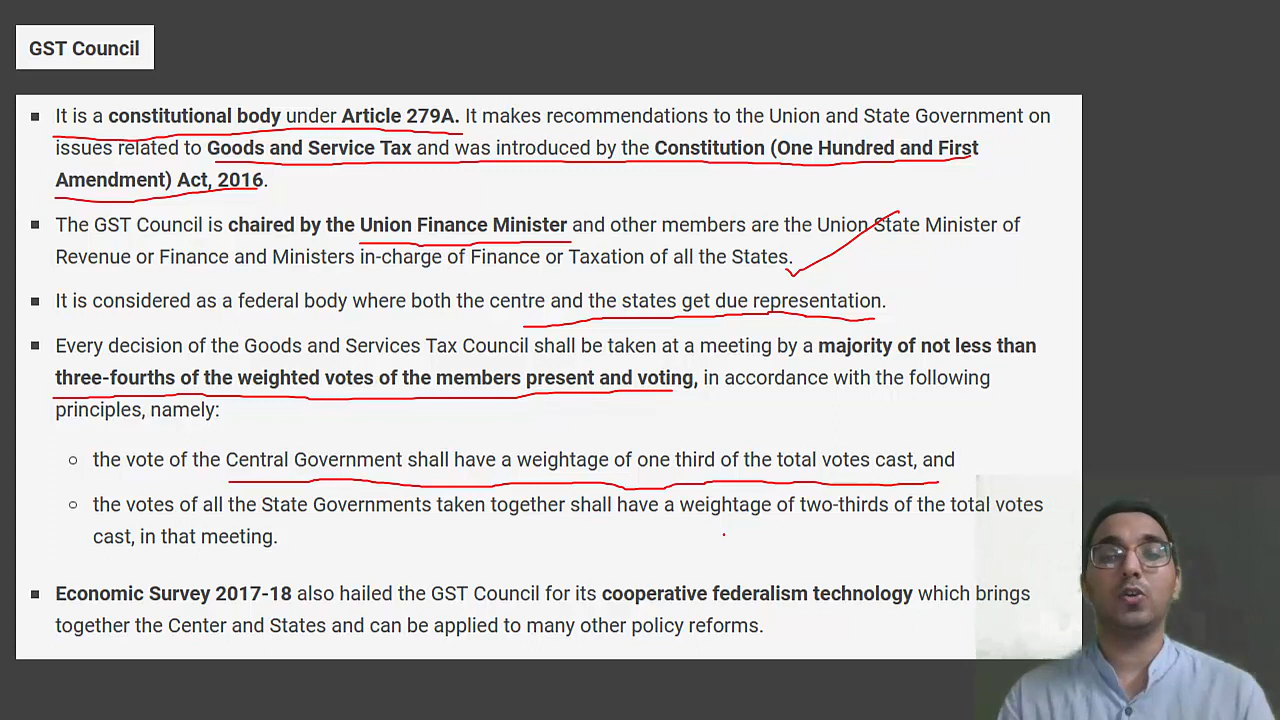 GST Council
▪ It is a constitutional body under Article 279A. It makes recommendations to the Union and State Government on
issues related to Goods and Service Tax and was introduced by the Constitution (One Hundred and First
Amendment) Act, 2016.
▪ The GST Council is chaired by the Union Finance Minister and other members are the Union State Minister of
Revenue or Finance and Ministers in-charge of Finance or Taxation of all the States.
▪ It is considered as a federal body where both the centre and the states get due representation.
▪ Every decision of the Goods and Services Tax Council shall be taken at a meeting by a majority of not less than
three-fourths of the weighted votes of the members present and voting, in accordance with the following
principles, namely:
○ the vote of the Central Government shall have a weightage of one third of the total votes cast, and
○ the votes of all the State Governments taken together shall have a weightage of two-thirds of the total votes
cast, in that meeting.
▪ Economic Survey 2017-18 also hailed the GST Council for its cooperative federalism technology which brings
together the Center and States and can be applied to many other policy reforms.